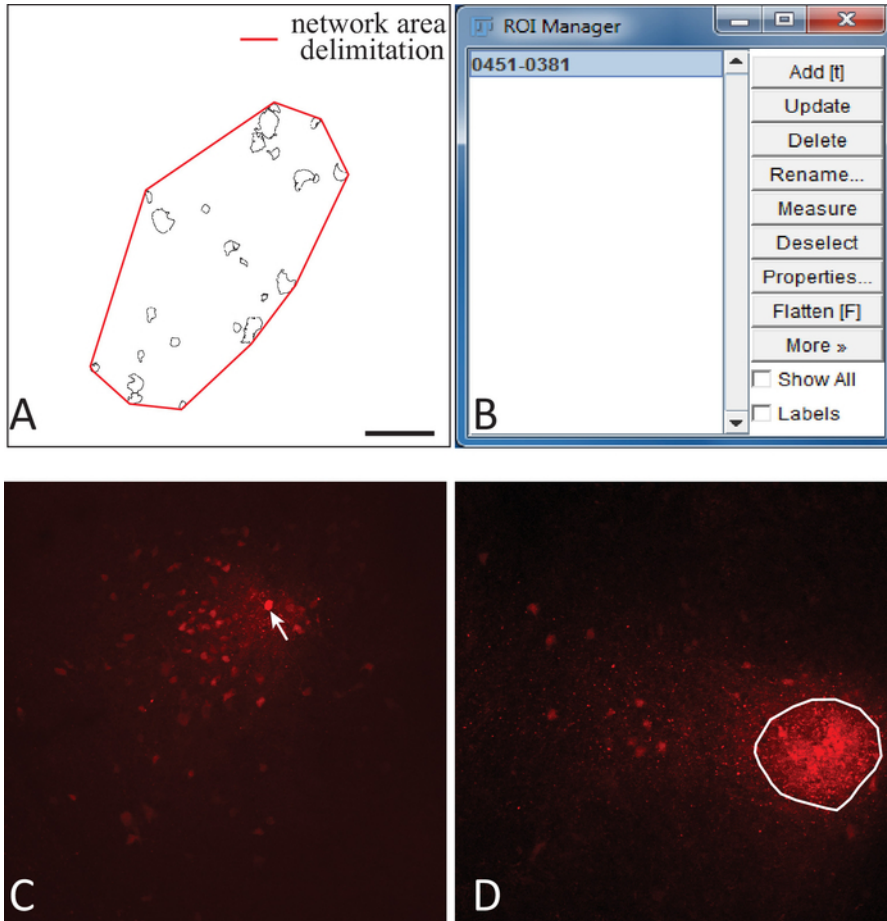 network area
delimitation
A
ROI Manager
0451-0381
Add [t]
Update
Delete
Rename...
Measure
Deselect
Properties...
Flatten [F]
More »
Show All
Labels
B
C
D